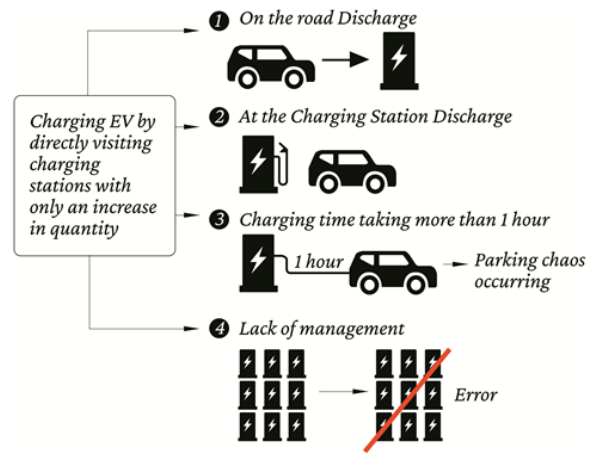 1 On the road Discharge
Charging EV by
directly visiting
charging
stations with
only an increase
in quantity
2 At the Charging Station Discharge
3 Charging time taking more than 1 hour
1 hour
Parking chaos
occurring
4 Lack of management
Error